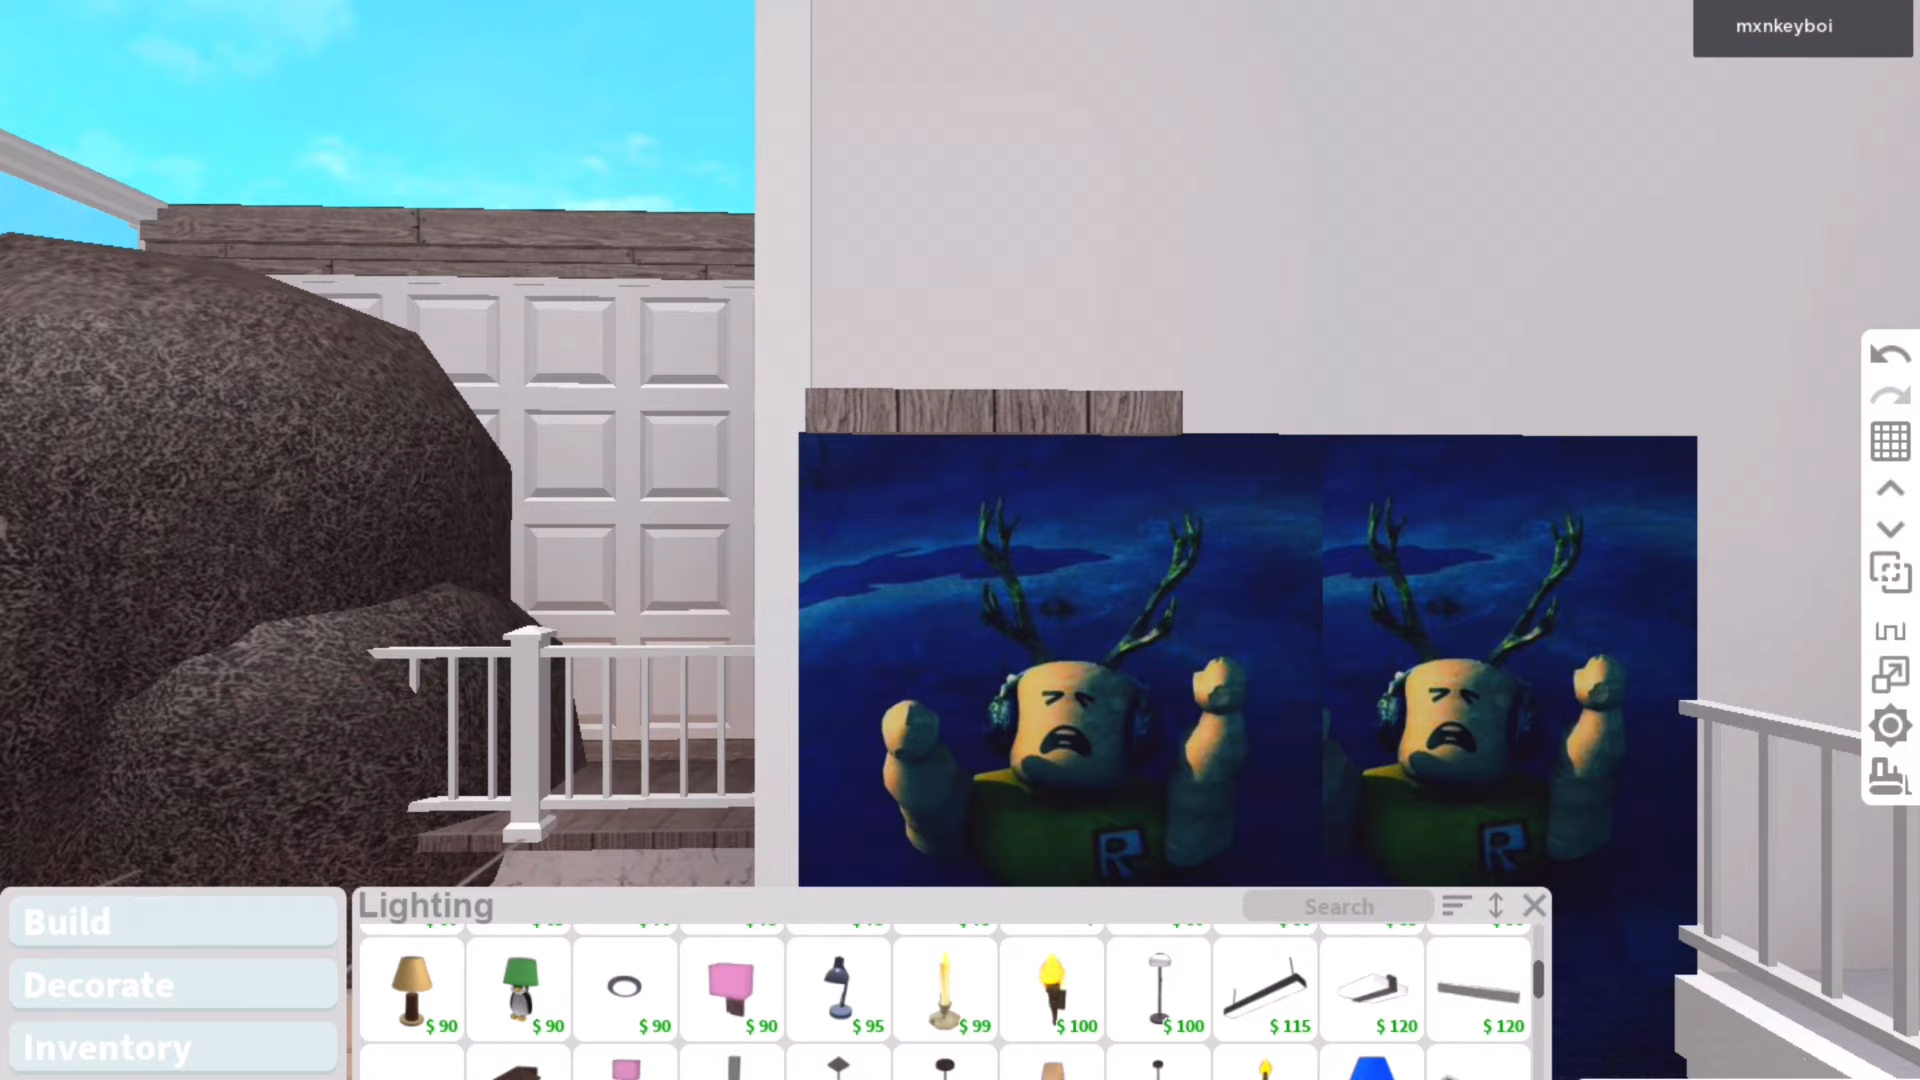 mxnkeyboi
R
R
Build
Decorate
Inventory
Lighting
Search
$ 90
$ 90
$ 90
$ 90
$ 95
$ 99
$ 100
$ 100
$ 115
$ 120
$ 120